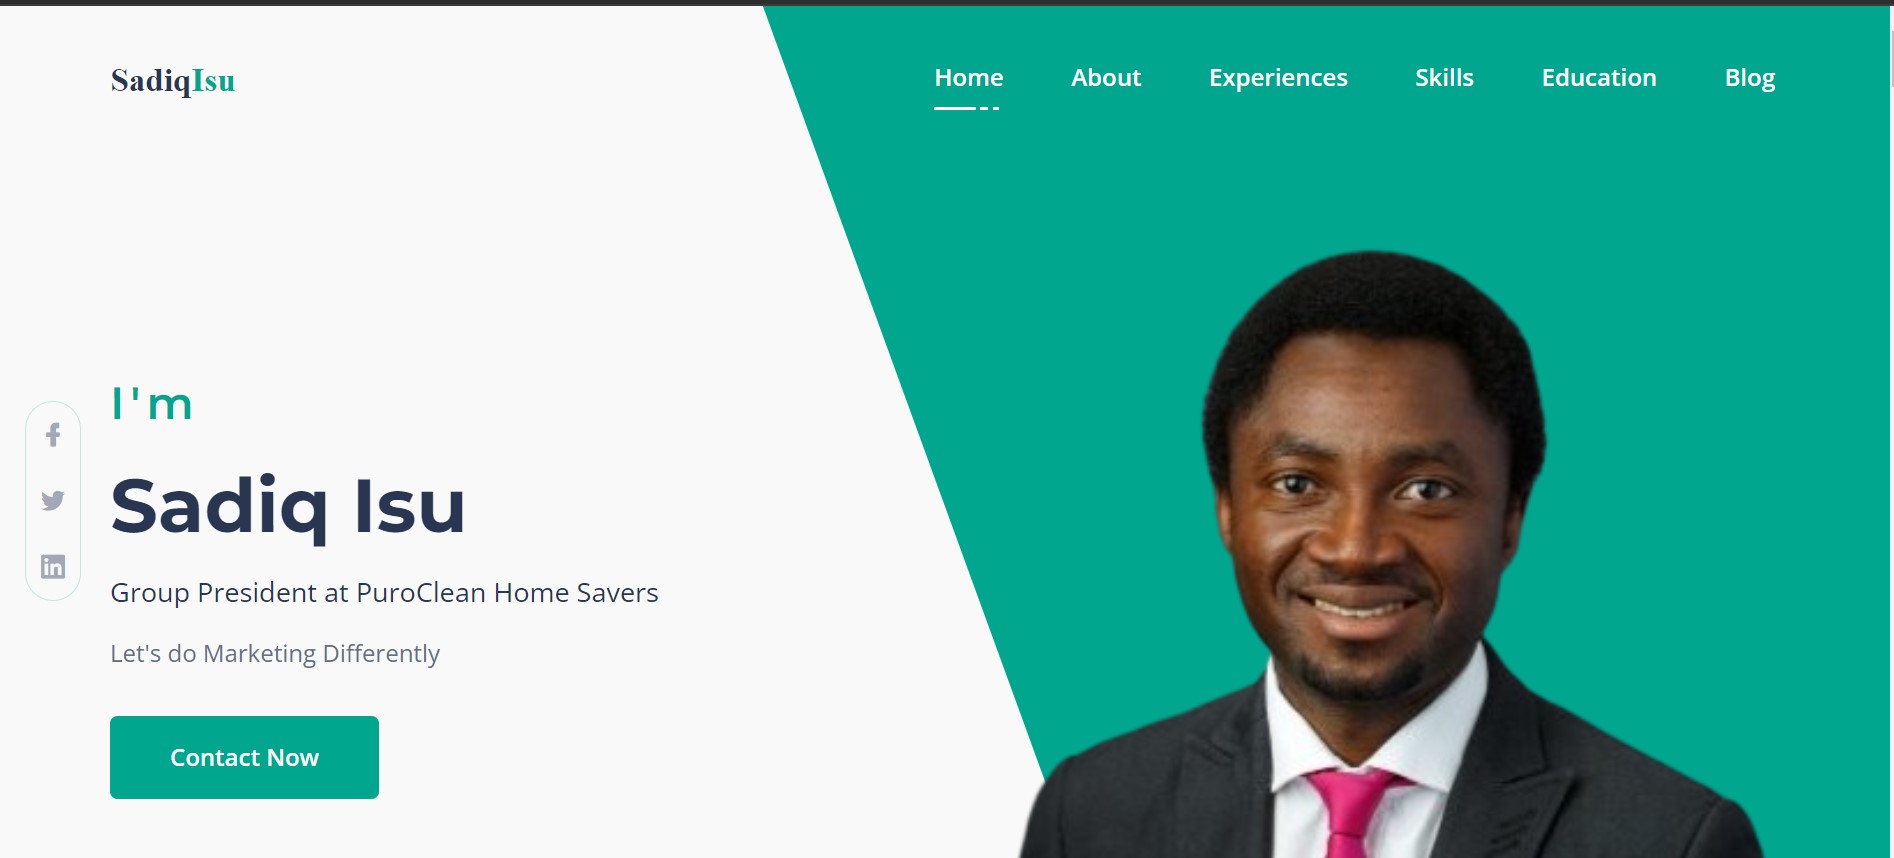 SadiqIsu
Home About Experiences Skills Education Blog
I'm
Sadiq Isu
Group President at PuroClean Home Savers
Let's do Marketing Differently
Contact Now